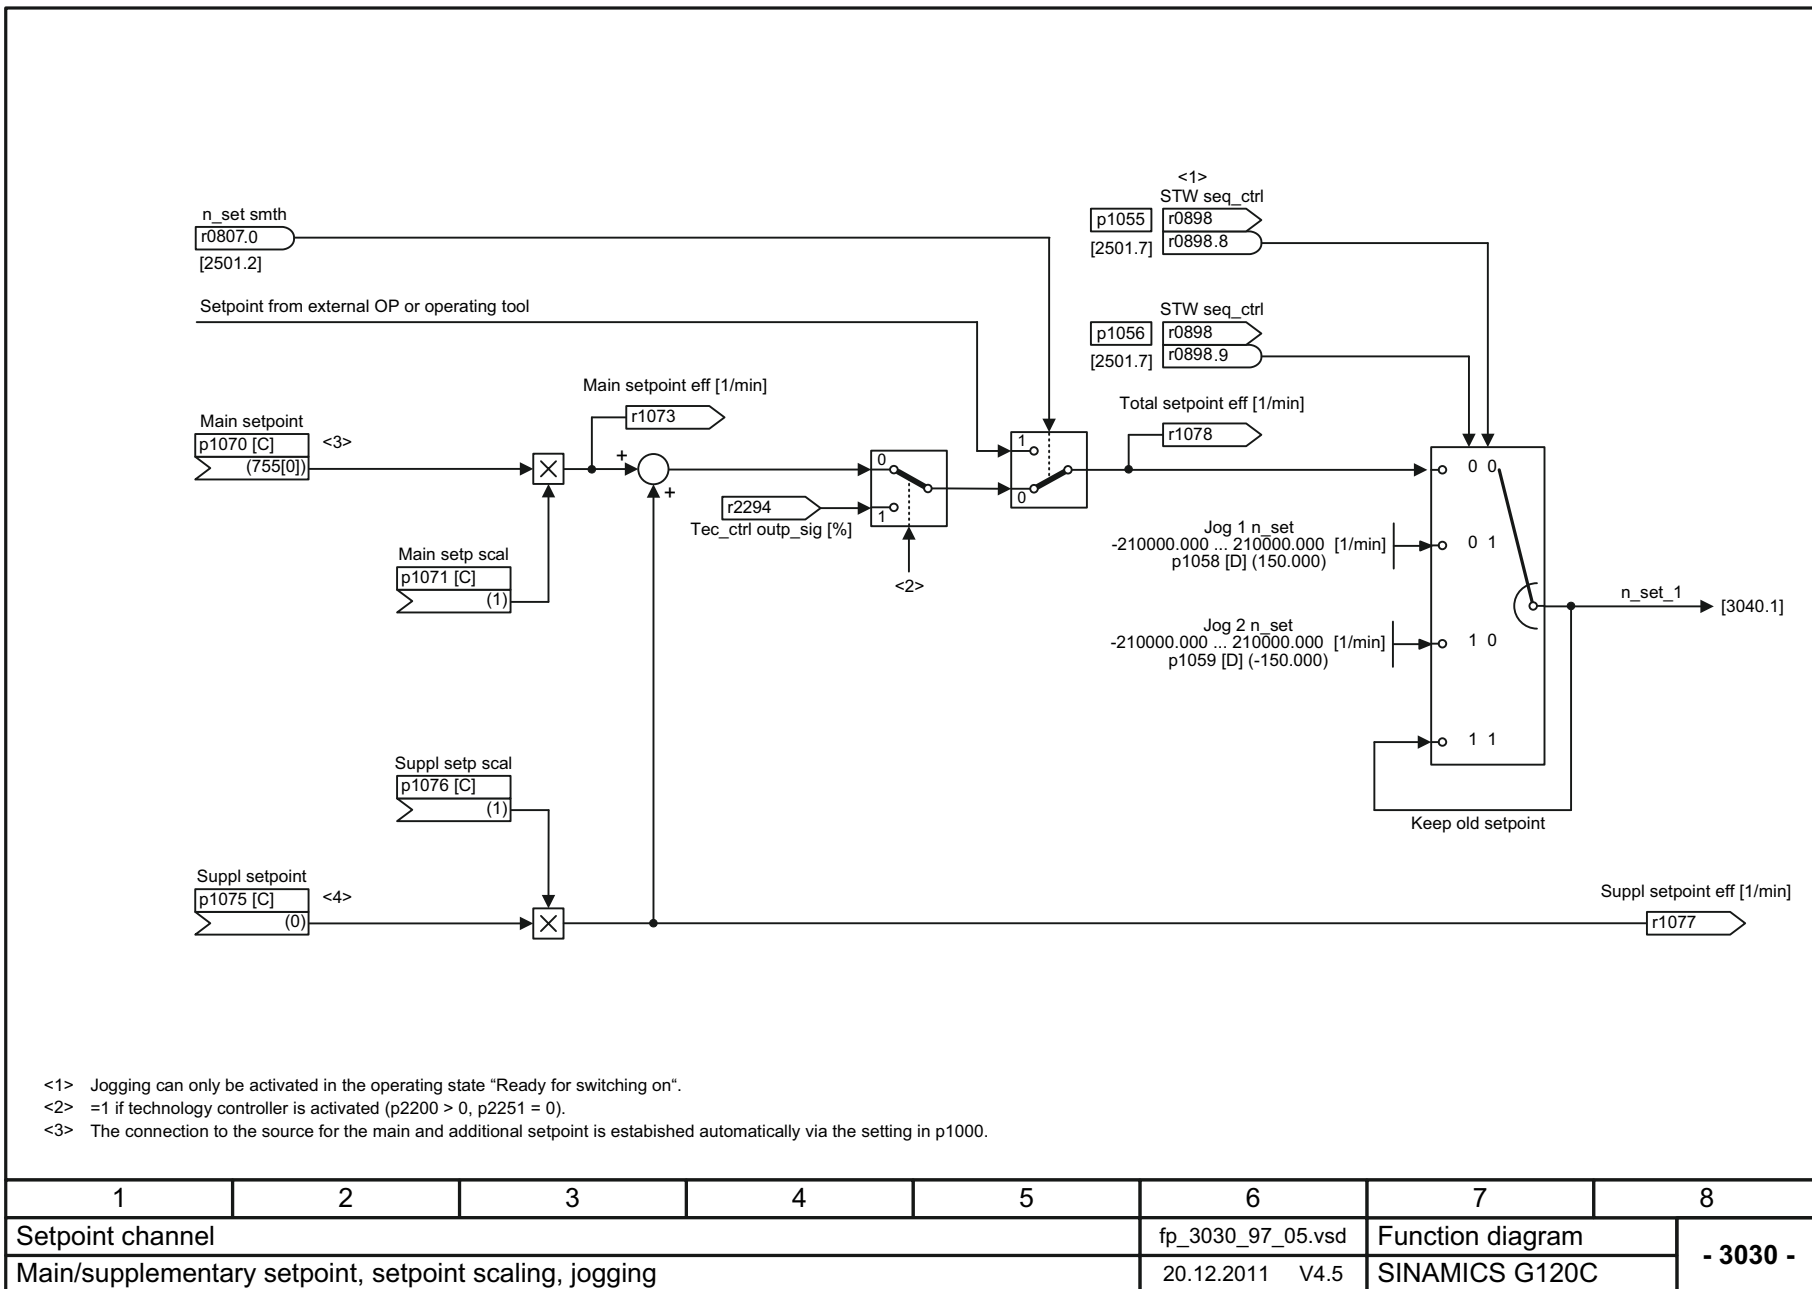 <1>
STW seq_ctrl
p1055
r0898
[2501.7]
r0898.8
n_set smth
r0807.0
[2501.2]
Setpoint from external OP or operating tool
STW seq_ctrl
p1056
r0898
[2501.7]
r0898.9
Main setpoint eff [1/min]
r1073
Total setpoint eff [1/min]
r1078
Main setpoint
p1070 [C]
<3>
(755[0])
+
+
0
1
r2294
Tec_ctrl outp_sig [%]
<2>
1
0
0 0
Jog 1 n_set
-210000.000 ... 210000.000 [1/min]
p1058 [D] (150.000)
0 1
Main setp scal
p1071 [C]
(1)
n_set_1
[3040.1]
Jog 2 n_set
-210000.000 ... 210000.000 [1/min]
p1059 [D] (-150.000)
1 0
1 1
Keep old setpoint
Suppl setp scal
p1076 [C]
(1)
Suppl setpoint
p1075 [C]
<4>
(0)
Suppl setpoint eff [1/min]
r1077
<1> Jogging can only be activated in the operating state “Ready for switching on“.
<2> =1 if technology controller is activated (p2200 > 0, p2251 = 0).
<3> The connection to the source for the main and additional setpoint is estabished automatically via the setting in p1000.
1 2 3 4 5 6 7 8
Setpoint channel
fp_3030_97_05.vsd
Function diagram
- 3030 -
Main/supplementary setpoint, setpoint scaling, jogging
20.12.2011 V4.5
SINAMICS G120C